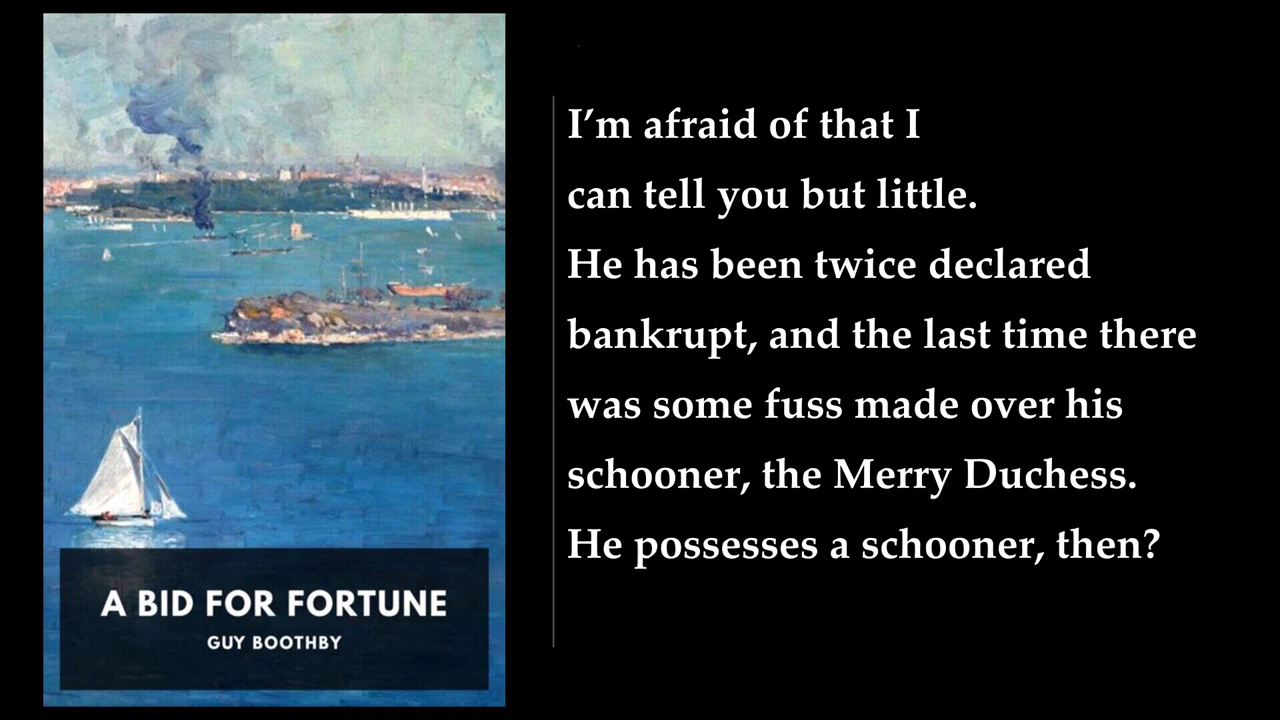 A BID FOR FORTUNE
GUY BOOTHBY
I’m afraid of that I
can tell you but little.
He has been twice declared
bankrupt, and the last time there
was some fuss made over his
schooner, the Merry Duchess.
He possesses a schooner, then?